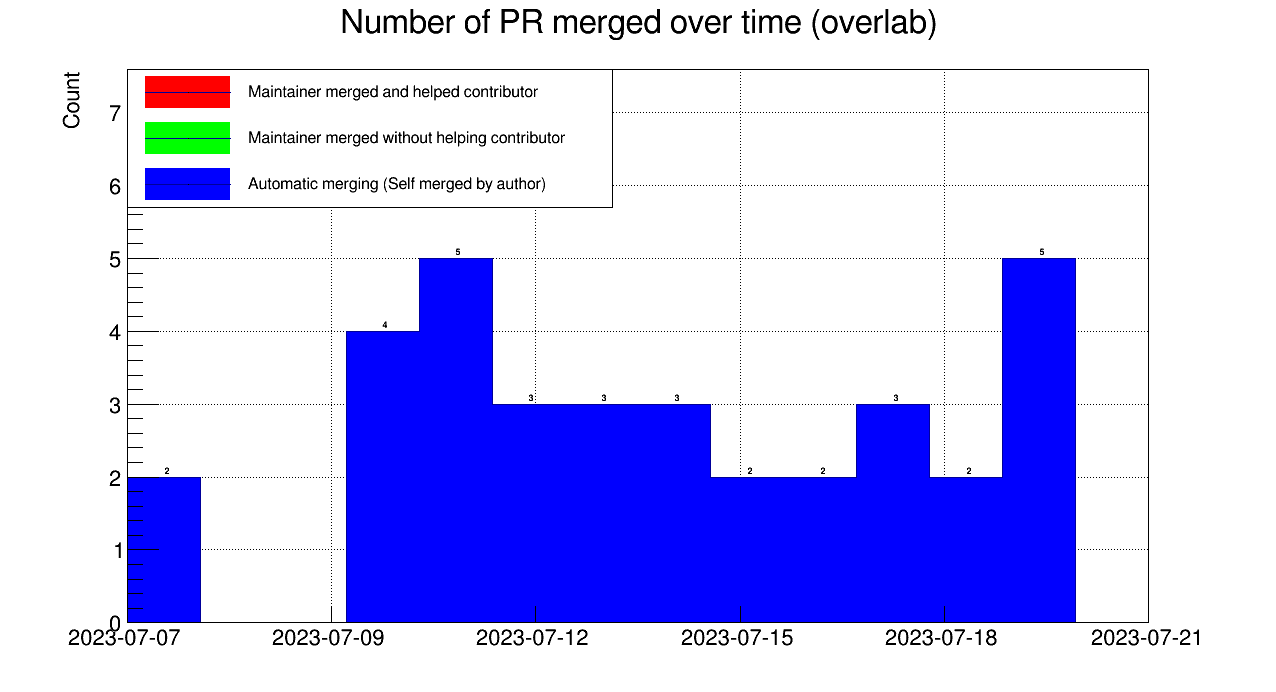 Number of PR merged over time (overlab)
Count
Maintainer merged and helped contributor
Maintainer merged without helping contributor
Automatic merging (Self merged by author)
7
6
5
4
3
2
1
0
2 4 5 3 3 3 2 2 3 2 5
2023-07-07 2023-07-09 2023-07-12 2023-07-15 2023-07-18 2023-07-21